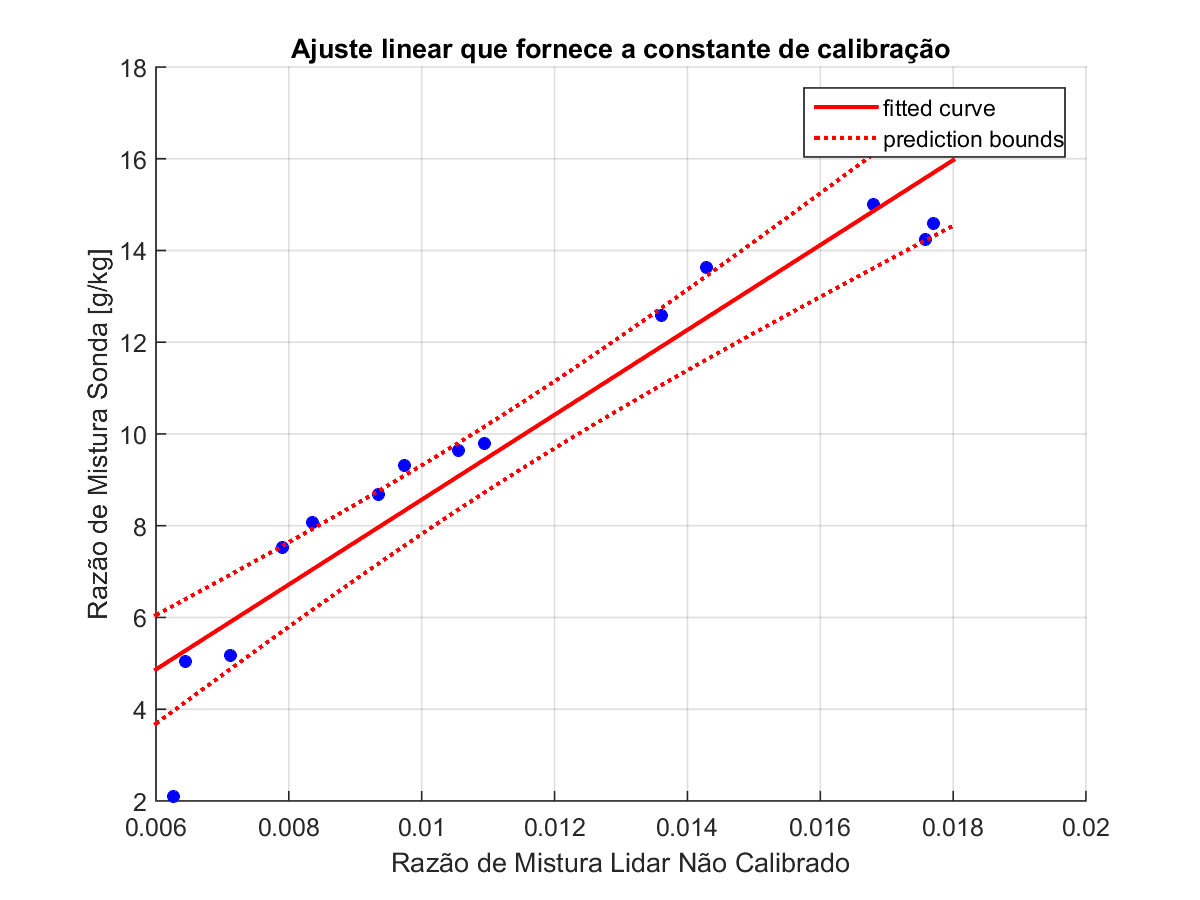 Ajuste linear que fornece a constante de calibração
18
16
14
12
10
8
6
4
2
fitted curve
prediction bounds
Razão de Mistura Sonda [g/kg]
0.006 0.008 0.01 0.012 0.014 0.016 0.018 0.02
Razão de Mistura Lidar Não Calibrado